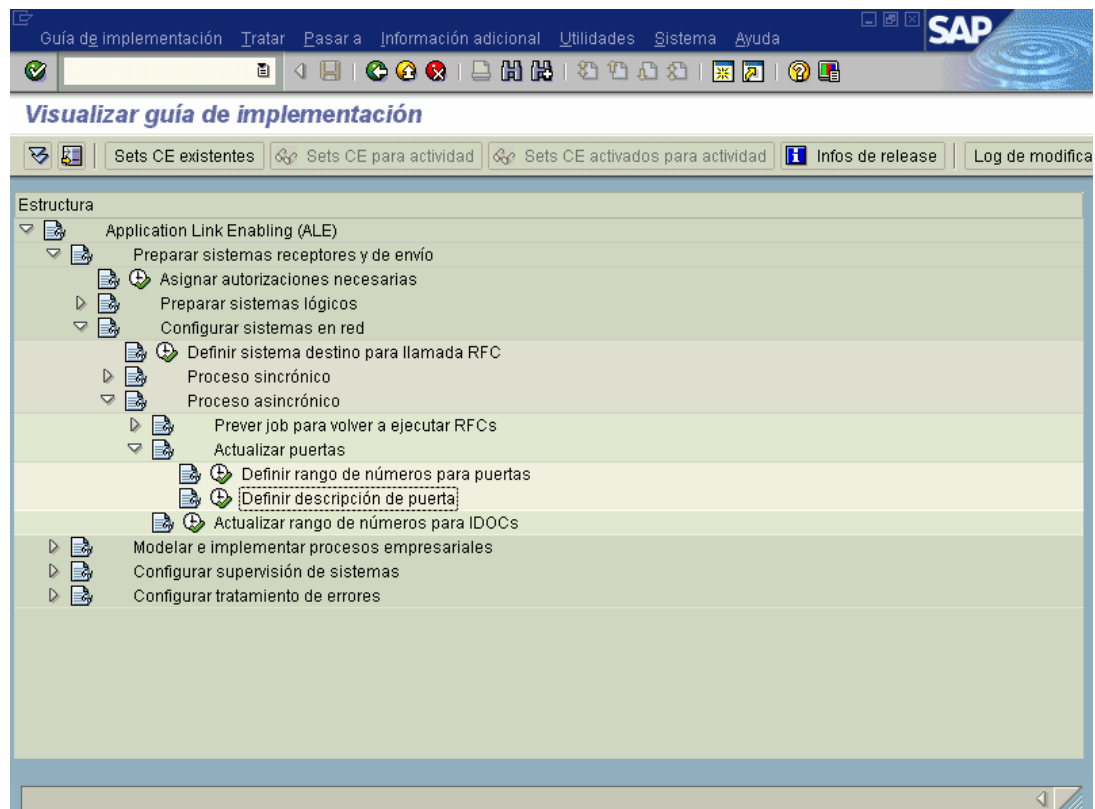 Guía de implementación Tratar Pasar a Información adicional Utilidades Sistema Ayuda
SAP
Visualizar guía de implementación
Sets CE existentes Sets CE para actividad Sets CE activados para actividad Infos de release Log de modifica
Estructura
Application Link Enabling (ALE)
Preparar sistemas receptores y de envío
Asignar autorizaciones necesarias
Preparar sistemas lógicos
Configurar sistemas en red
Definir sistema destino para llamada RFC
Proceso sincrónico
Proceso asincrónico
Prever job para volver a ejecutar RFCs
Actualizar puertas
Definir rango de números para puertas
Definir descripción de puerta
Actualizar rango de números para IDOCs
Modelar e implementar procesos empresariales
Configurar supervisión de sistemas
Configurar tratamiento de errores